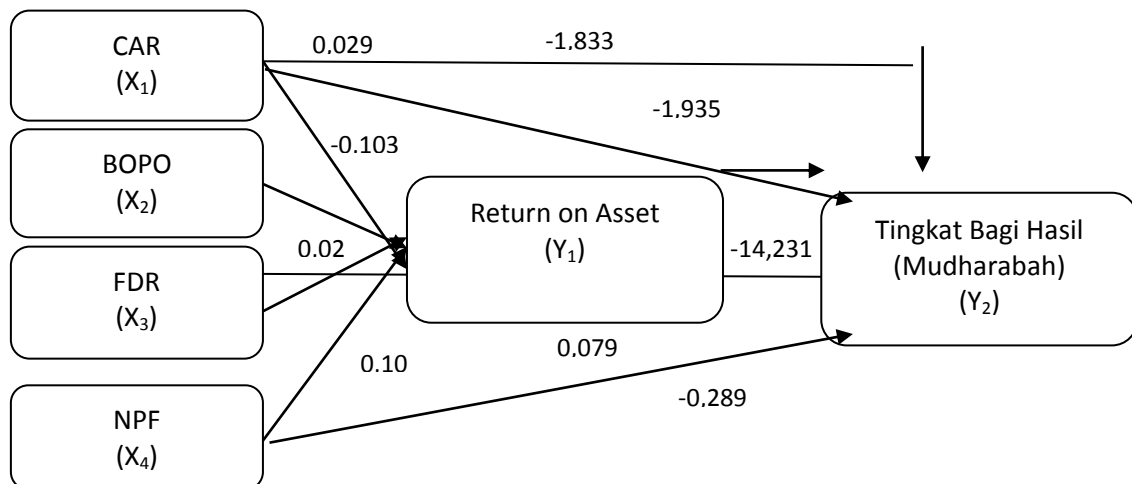 CAR
(X₁)
0,029
-1,833
-1,935
-0.103
BOPO
(X₂)
Return on Asset
(Y₁)
Tingkat Bagi Hasil
(Mudharabah)
(Y₂)
0.02
-14,231
FDR
(X₃)
0,079
0.10
-0,289
NPF
(X₄)